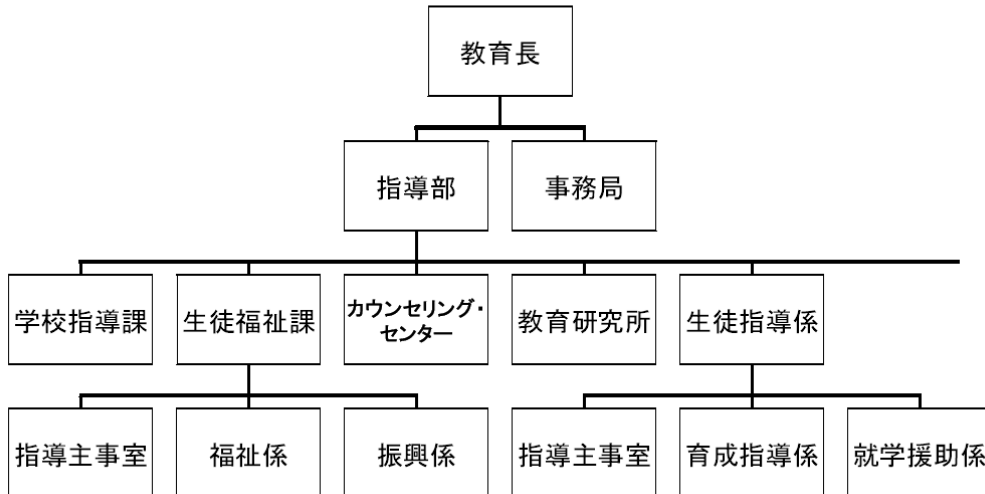 教育長
指導部
事務局
学校指導課
生徒福祉課
カウンセリング・
センター
教育研究所
生徒指導係
指導主事室
福祉係
振興係
指導主事室
育成指導係
就学援助係